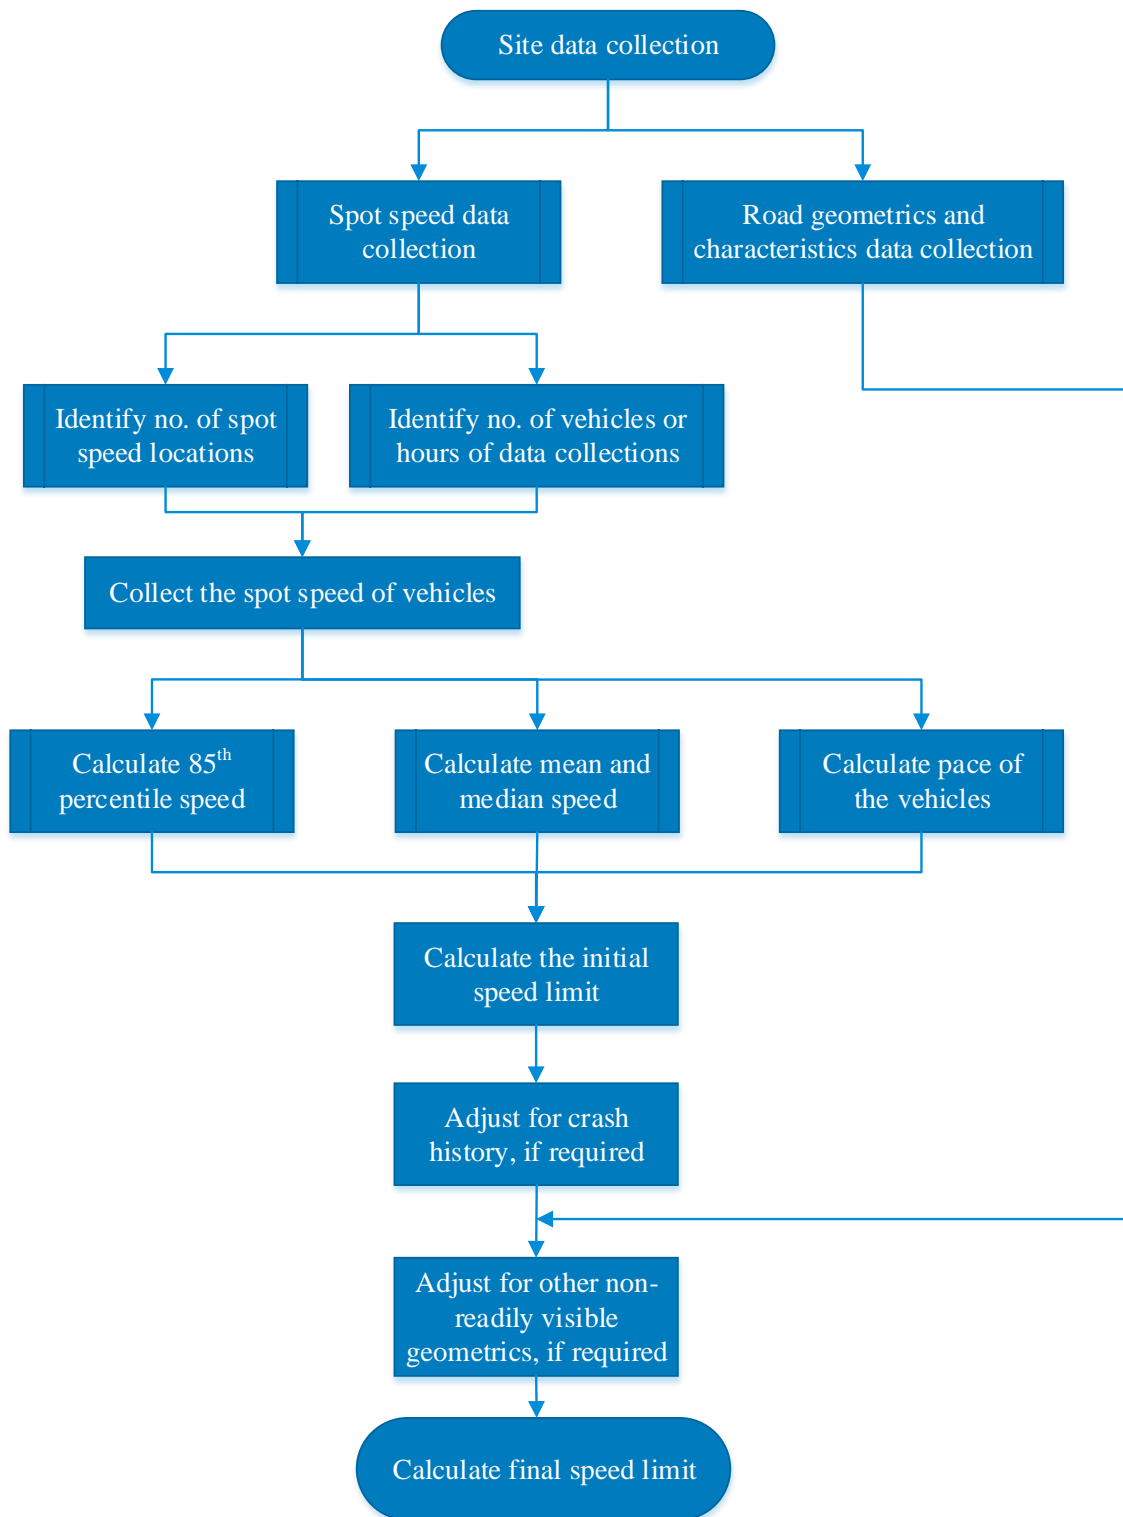 Site data collection
Spot speed data
collection
Road geometrics and
characteristics data collection
Identify no. of spot
speed locations
Identify no. of vehicles or
hours of data collections
Collect the spot speed of vehicles
Calculate 85th
percentile speed
Calculate mean and
median speed
Calculate pace of
the vehicles
Calculate the initial
speed limit
Adjust for crash
history, if required
Adjust for other non-
readily visible
geometrics, if required
Calculate final speed limit